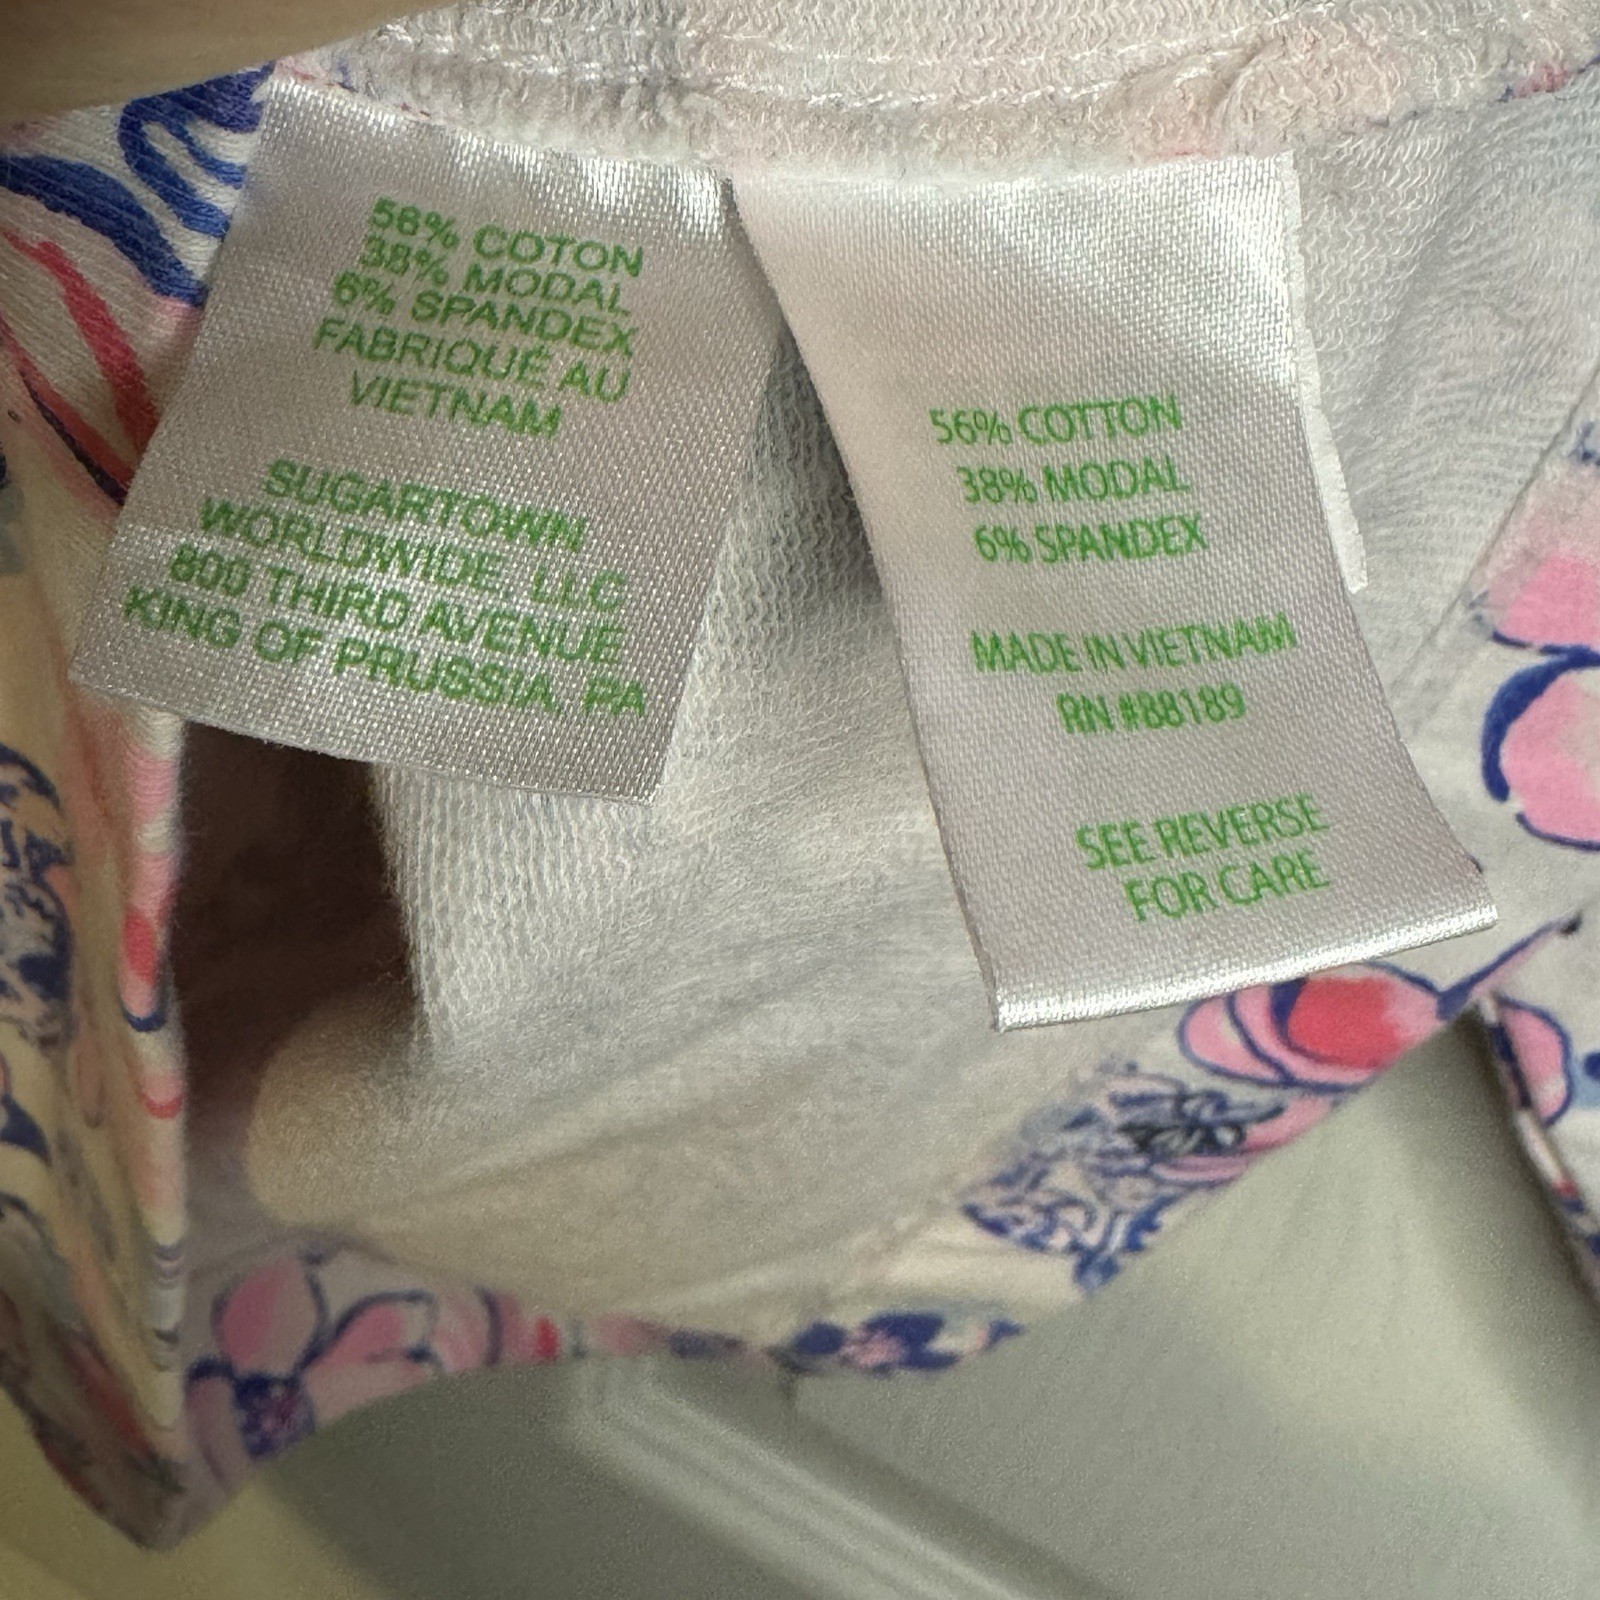 56% COTON
38% MODAL
6% SPANDEX
FABRIQUÉ AU
VIETNAM
SUGARTOWN
WORLDWIDE, LLC
800 THIRD AVENUE
KING OF PRUSSIA, PA
56% COTTON
38% MODAL
6% SPANDEX
MADE IN VIETNAM
RN #88189
SEE REVERSE
FOR CARE